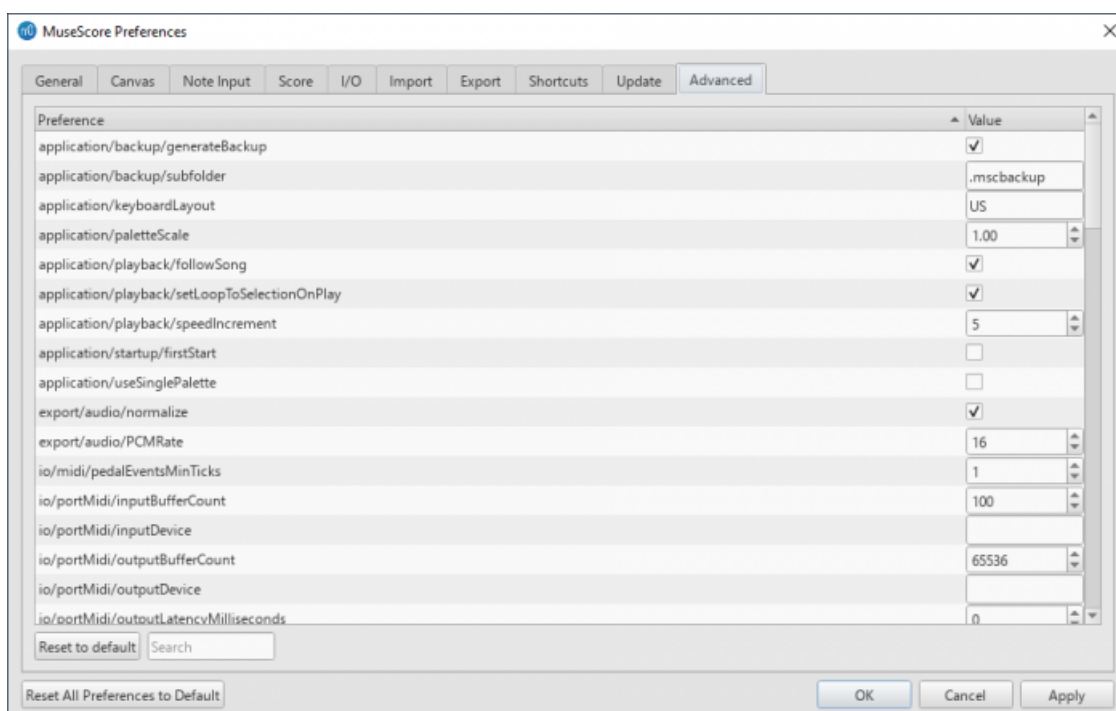 MuseScore Preferences
General Canvas Note Input Score I/O Import Export Shortcuts Update Advanced
Preference Value
application/backup/generateBackup
application/backup/subfolder .mscbackup
application/keyboardLayout US
application/paletteScale 1.00
application/playback/followSong
application/playback/setLoopToSelectionOnPlay
application/playback/speedIncrement 5
application/startup/firstStart
application/useSinglePalette
export/audio/normalize
export/audio/PCMRate 16
io/midi/pedalEventsMinTicks 1
io/portMidi/inputBufferCount 100
io/portMidi/inputDevice
io/portMidi/outputBufferCount 65536
io/portMidi/outputDevice
io/portMidi/outputLatencyMilliseconds 0
Reset to default Search
Reset All Preferences to Default OK Cancel Apply